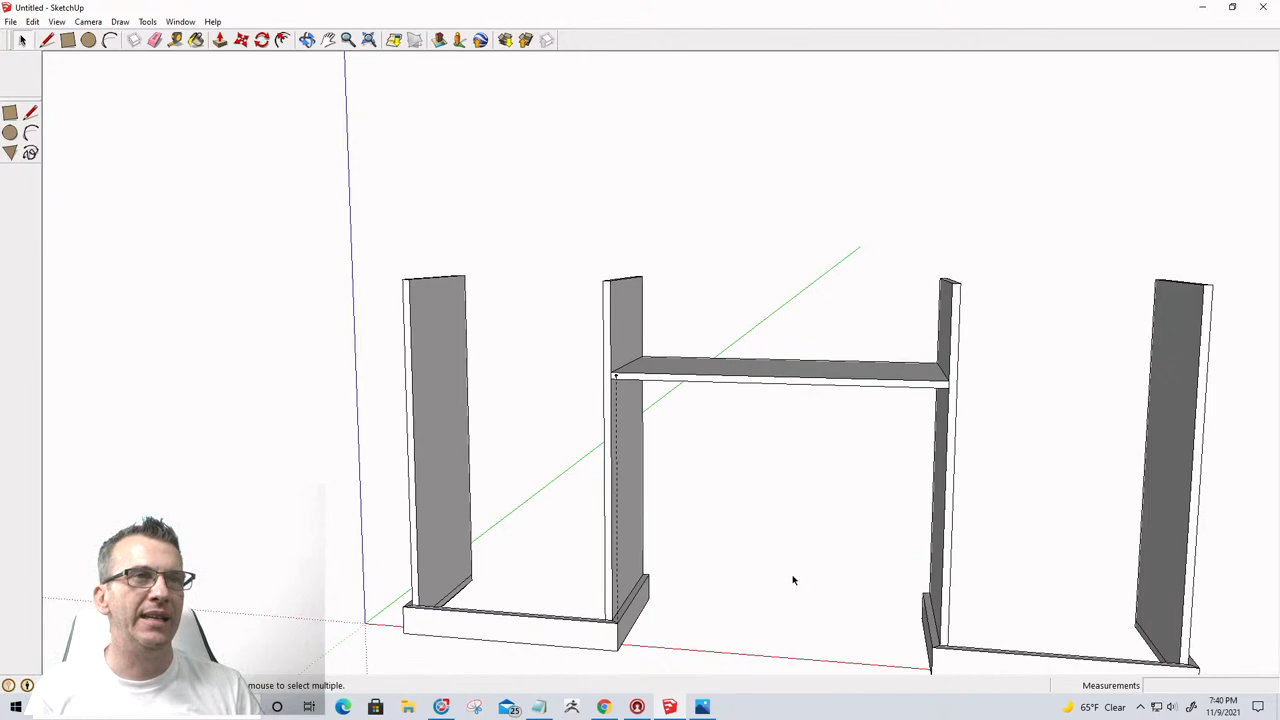 Untitled - SketchUp
File Edit View Camera Draw Tools Window Help
mouse to select multiple.
Measurements
25
65°F Clear
7:40 PM
11/9/2021